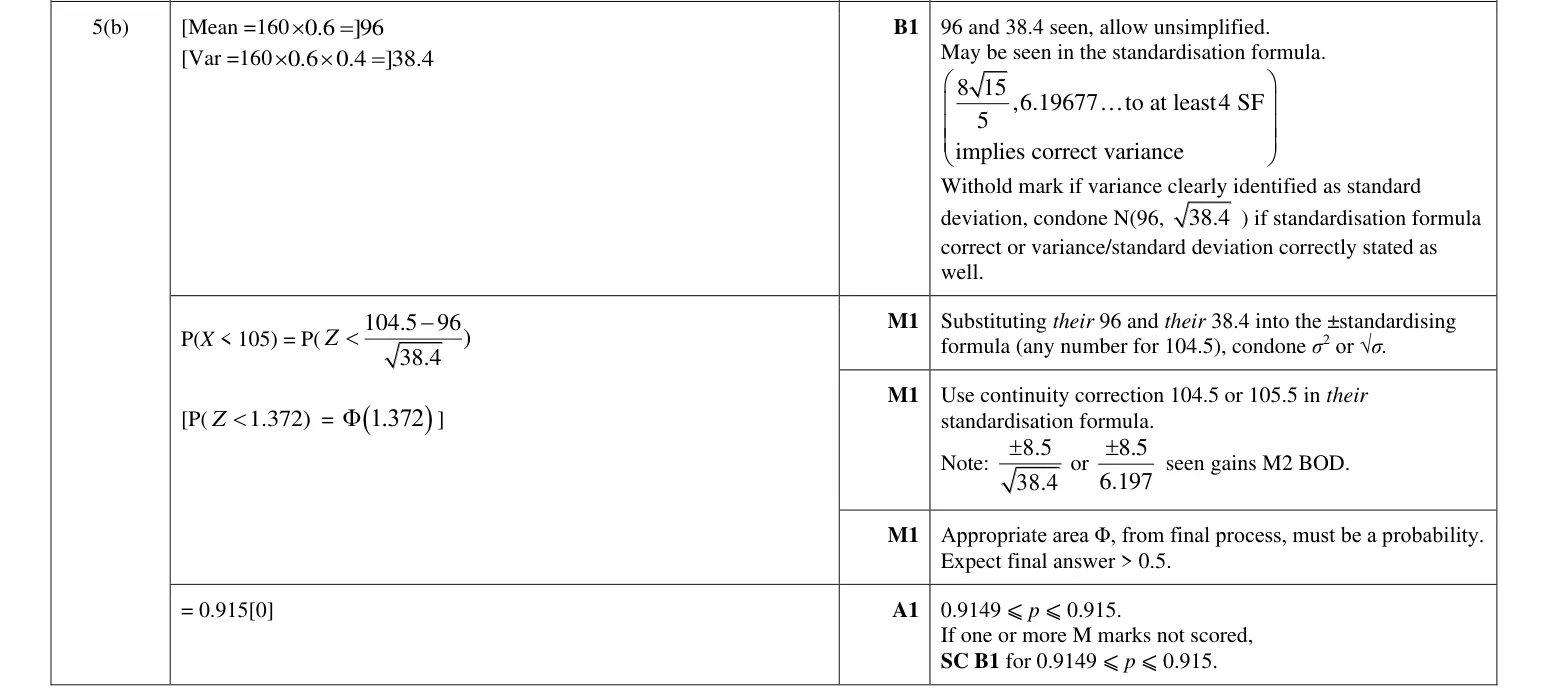 5(b)
[Mean =160×0.6 =]96
[Var =160×0.6×0.4 =]38.4
B1
96 and 38.4 seen, allow unsimplified.
May be seen in the standardisation formula.
(8√15/5 ,6.19677…to at least4 SF
implies correct variance)
Withold mark if variance clearly identified as standard
deviation, condone N(96, √38.4 ) if standardisation formula
correct or variance/standard deviation correctly stated as
well.
P(X < 105) = P( Z < (104.5−96)/√38.4 )
[P( Z <1.372) = Φ(1.372) ]
M1
Substituting their 96 and their 38.4 into the ±standardising
formula (any number for 104.5), condone σ² or √σ.
M1
Use continuity correction 104.5 or 105.5 in their
standardisation formula.
Note: ±8.5/√38.4 or ±8.5/6.197 seen gains M2 BOD.
M1
Appropriate area Φ, from final process, must be a probability.
Expect final answer > 0.5.
= 0.915[0]
A1
0.9149 ⩽ p ⩽ 0.915.
If one or more M marks not scored,
SC B1 for 0.9149 ⩽ p ⩽ 0.915.